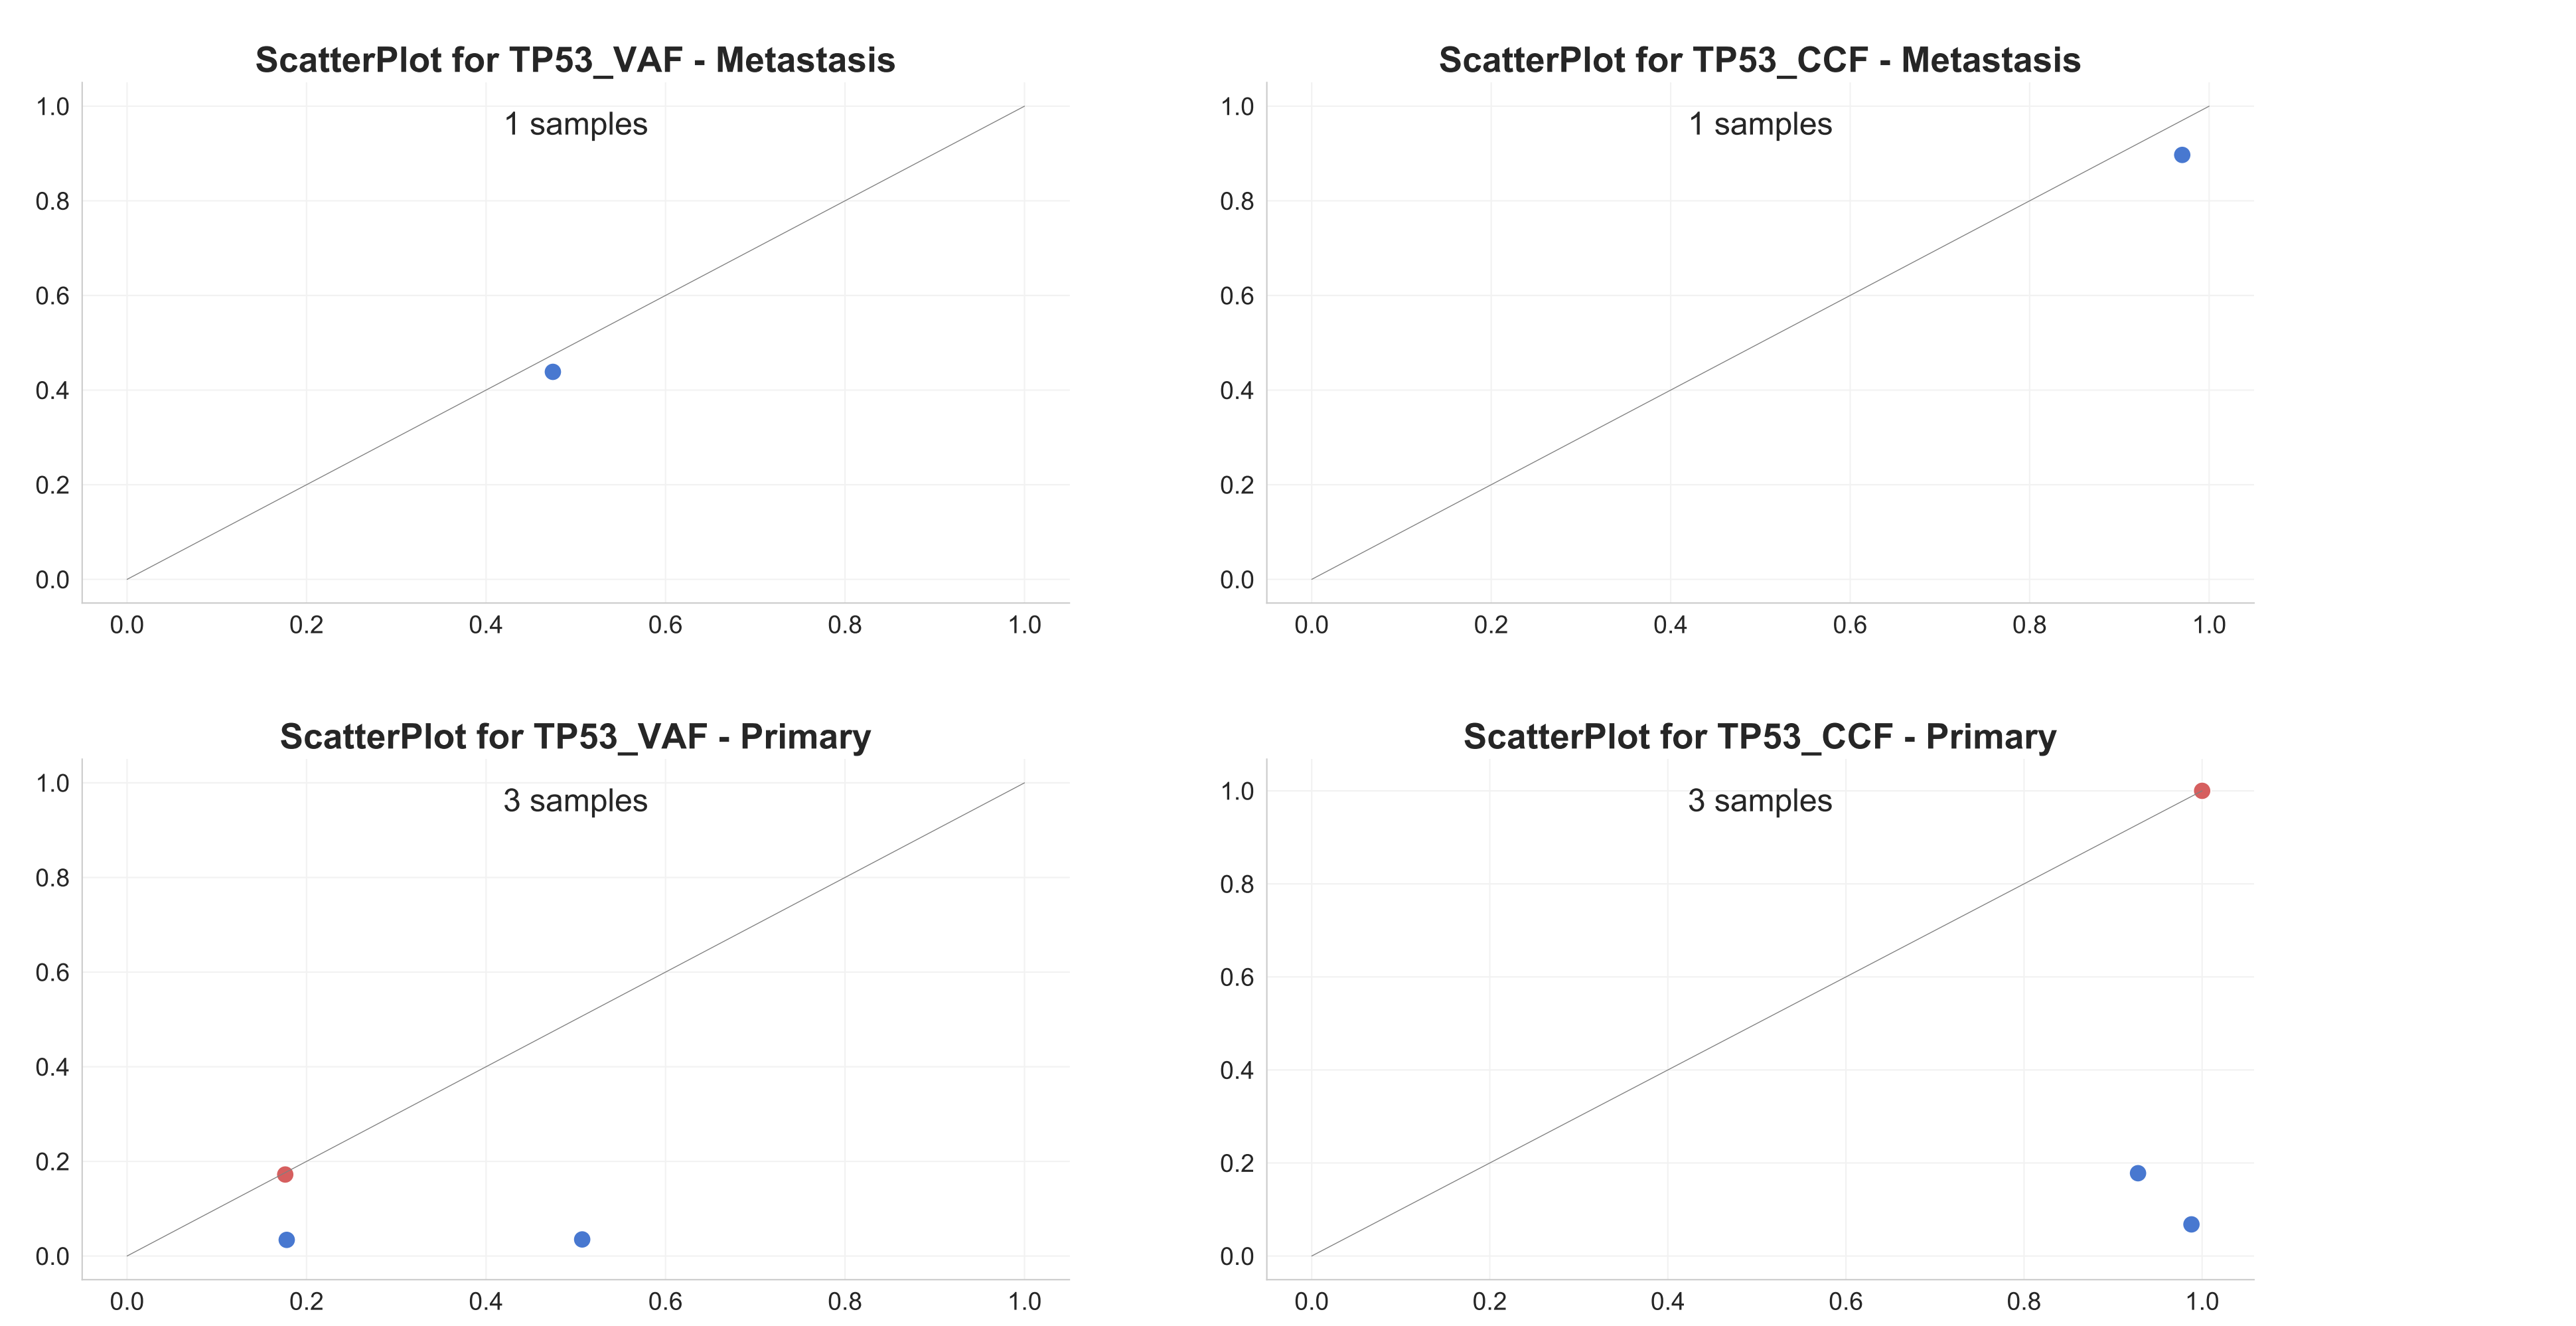 ScatterPlot for TP53_VAF - Metastasis
1 samples
1.0
0.8
0.6
0.4
0.2
0.0
0.0 0.2 0.4 0.6 0.8 1.0
ScatterPlot for TP53_CCF - Metastasis
1 samples
1.0
0.8
0.6
0.4
0.2
0.0
0.0 0.2 0.4 0.6 0.8 1.0
ScatterPlot for TP53_VAF - Primary
3 samples
1.0
0.8
0.6
0.4
0.2
0.0
0.0 0.2 0.4 0.6 0.8 1.0
ScatterPlot for TP53_CCF - Primary
3 samples
1.0
0.8
0.6
0.4
0.2
0.0
0.0 0.2 0.4 0.6 0.8 1.0